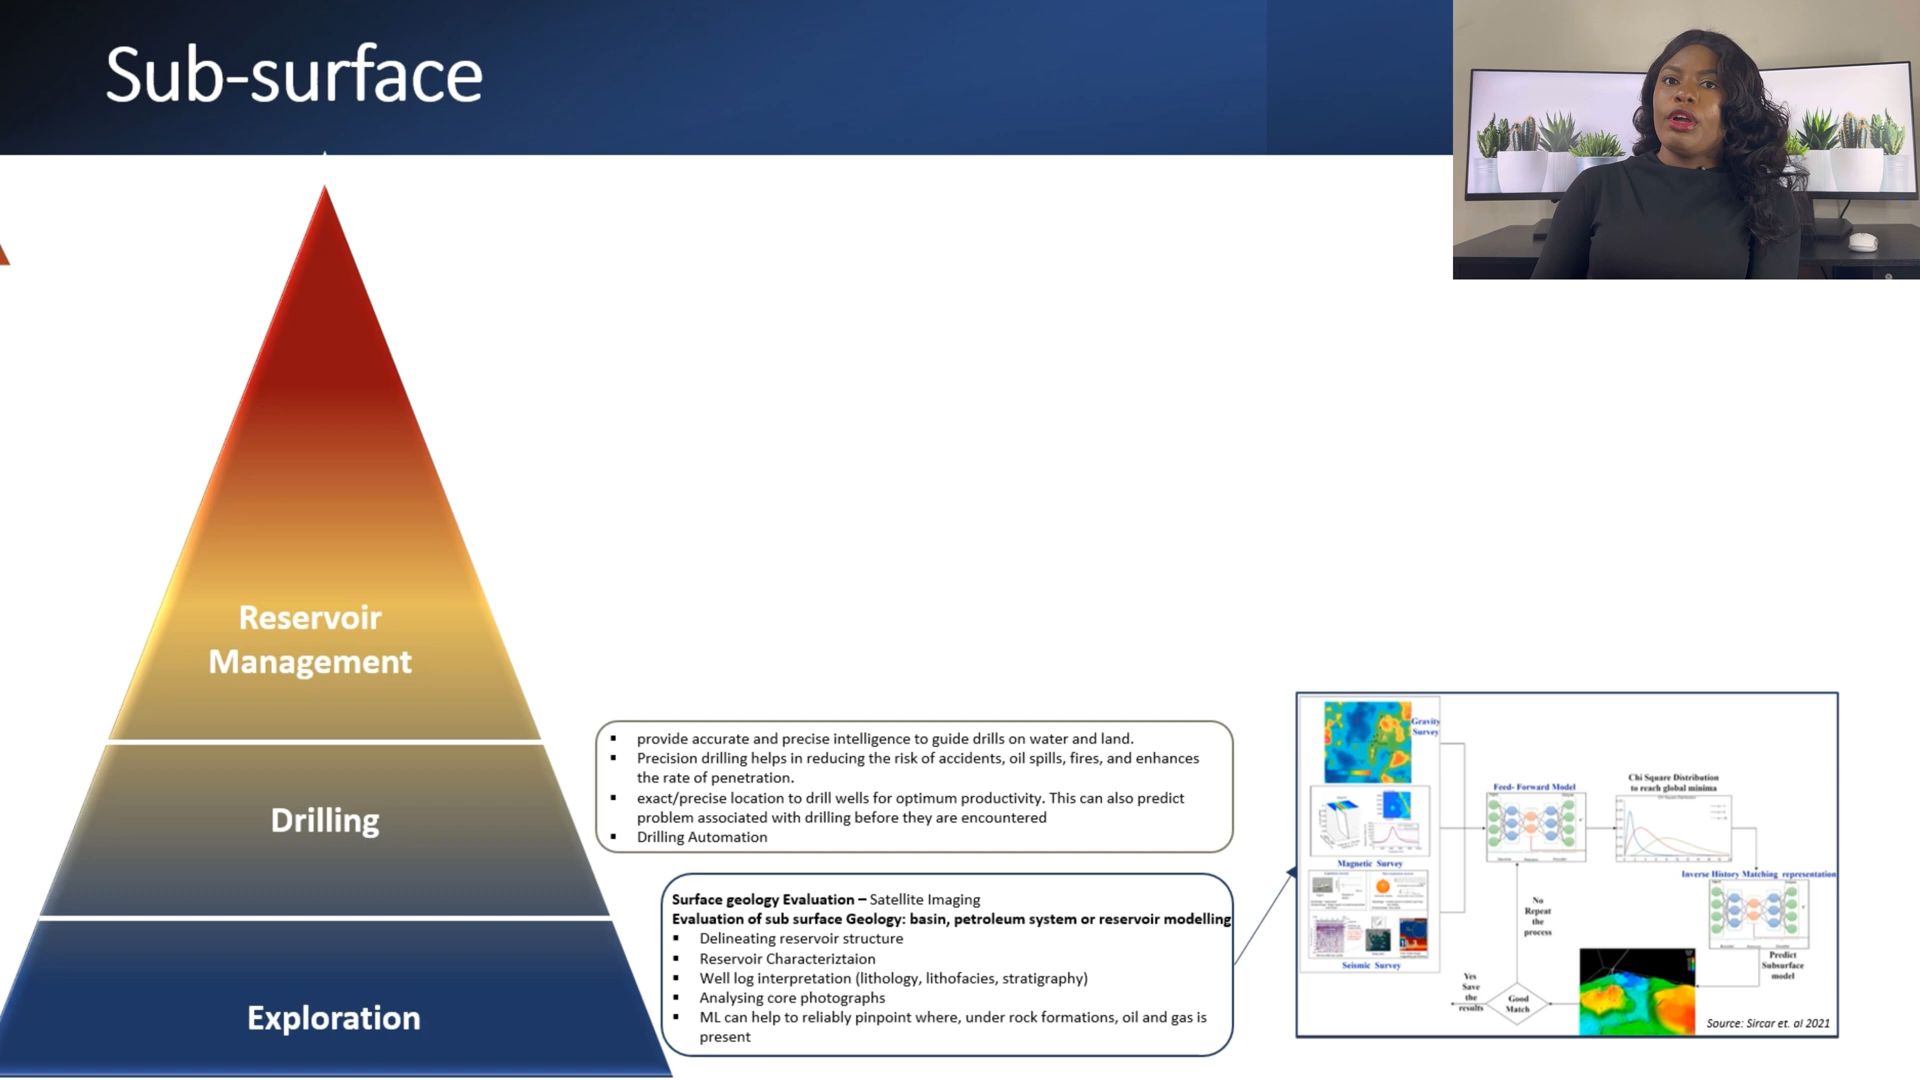 Sub-surface
Reservoir
Management
Drilling
Exploration
▪ provide accurate and precise intelligence to guide drills on water and land.
▪ Precision drilling helps in reducing the risk of accidents, oil spills, fires, and enhances
the rate of penetration.
▪ exact/precise location to drill wells for optimum productivity. This can also predict
problem associated with drilling before they are encountered
▪ Drilling Automation
Surface geology Evaluation – Satellite Imaging
Evaluation of sub surface Geology: basin, petroleum system or reservoir modelling
▪ Delineating reservoir structure
▪ Reservoir Characteriztaion
▪ Well log interpretation (lithology, lithofacies, stratigraphy)
▪ Analysing core photographs
▪ ML can help to reliably pinpoint where, under rock formations, oil and gas is
present
Gravity
Survey
Magnetic Survey
Seismic Survey
Feed- Forward Model
Chi Square Distribution
to reach global minima
Inverse History Matching representation
No
Repeat
the
process
Predict
Subsurface
model
Yes
Save
the
results
Good
Match
Source: Sircar et. al 2021